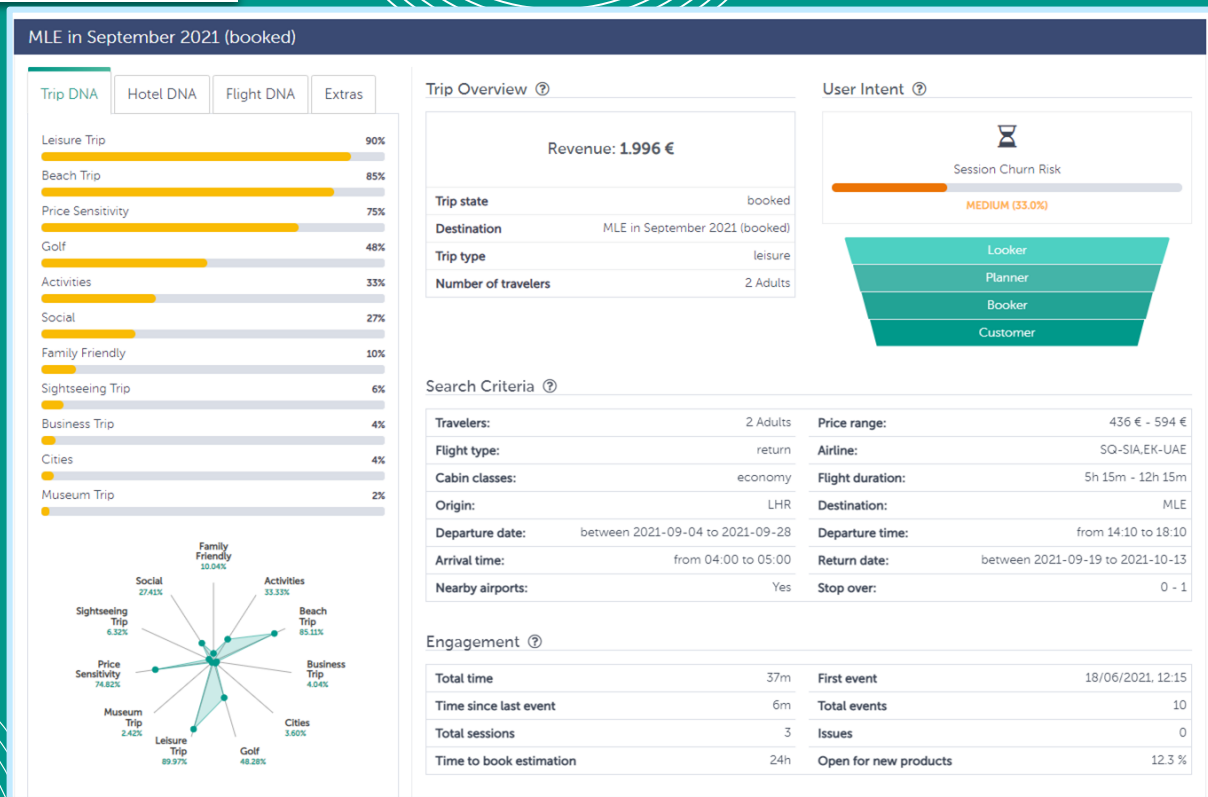 MLE in September 2021 (booked)
Trip DNA
Hotel DNA
Flight DNA
Extras
Leisure Trip 90%
Beach Trip 85%
Price Sensitivity 75%
Golf 48%
Activities 33%
Social 27%
Family Friendly 10%
Sightseeing Trip 6%
Business Trip 4%
Cities 4%
Museum Trip 2%
Family
Friendly
10.04%
Activities
33.33%
Beach
Trip
85.11%
Business
Trip
4.04%
Cities
3.60%
Golf
48.28%
Leisure
Trip
89.97%
Museum
Trip
2.42%
Price
Sensitivity
74.82%
Sightseeing
Trip
6.32%
Social
27.41%
Trip Overview ?
Revenue: 1.996 €
Trip state booked
Destination MLE in September 2021 (booked)
Trip type leisure
Number of travelers 2 Adults
User Intent ?
Session Churn Risk
MEDIUM (33.0%)
Looker
Planner
Booker
Customer
Search Criteria ?
Travelers: 2 Adults
Flight type: return
Cabin classes: economy
Origin: LHR
Departure date: between 2021-09-04 to 2021-09-28
Arrival time: from 04:00 to 05:00
Nearby airports: Yes
Price range: 436 € - 594 €
Airline: SQ-SIA,EK-UAE
Flight duration: 5h 15m - 12h 15m
Destination: MLE
Departure time: from 14:10 to 18:10
Return date: between 2021-09-19 to 2021-10-13
Stop over: 0 - 1
Engagement ?
Total time 37m
Time since last event 6m
Total sessions 3
Time to book estimation 24h
First event 18/06/2021, 12:15
Total events 10
Issues 0
Open for new products 12.3 %